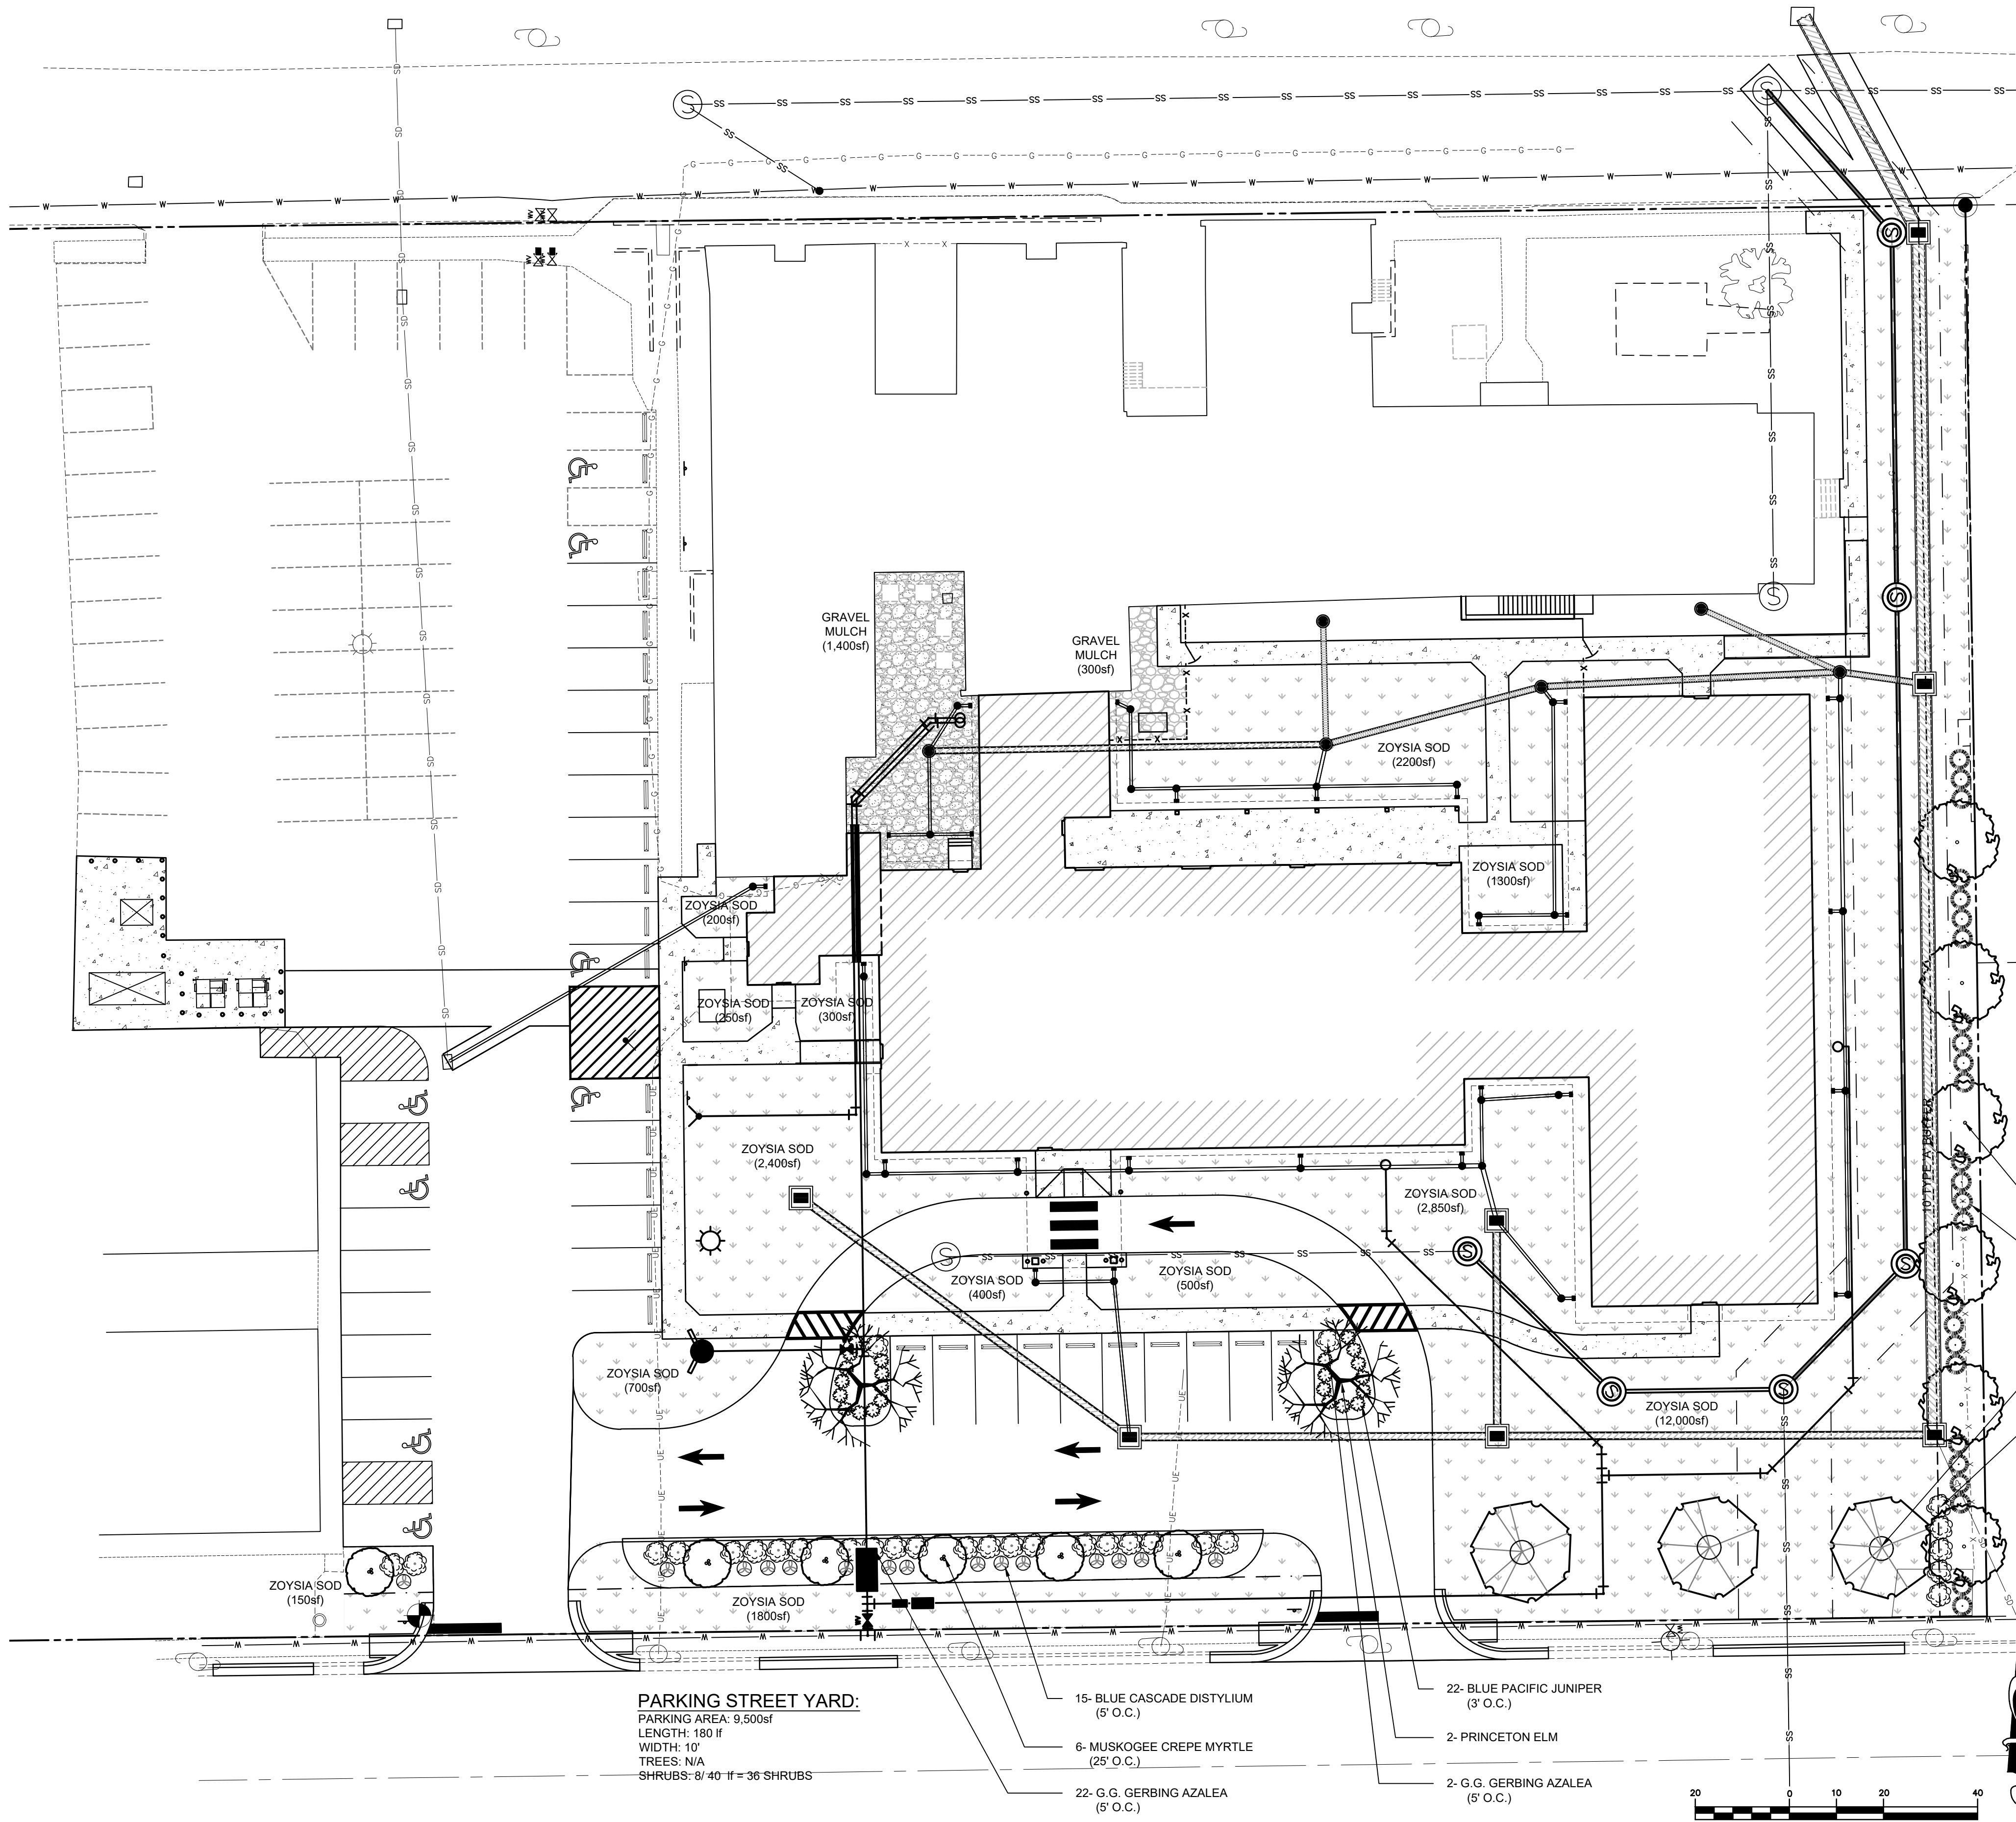 GRAVEL
MULCH
(1,400sf)
GRAVEL
MULCH
(300sf)
ZOYSIA SOD
(2200sf)
ZOYSIA SOD
(1300sf)
ZOYSIA SOD
(200sf)
ZOYSIA SOD
(250sf)
ZOYSIA SOD
(300sf)
10' TYPE 'A' BUFFER
ZOYSIA SOD
(2,400sf)
ZOYSIA SOD
(2,850sf)
ZOYSIA SOD
(400sf)
ZOYSIA SOD
(500sf)
ZOYSIA SOD
(700sf)
ZOYSIA SOD
(12,000sf)
ZOYSIA SOD
(150sf)
ZOYSIA SOD
(1800sf)
PARKING STREET YARD:
PARKING AREA: 9,500sf
LENGTH: 180 lf
WIDTH: 10'
TREES: N/A
SHRUBS: 8/ 40 lf = 36 SHRUBS
15- BLUE CASCADE DISTYLIUM
(5' O.C.)
6- MUSKOGEE CREPE MYRTLE
(25' O.C.)
22- G.G. GERBING AZALEA
(5' O.C.)
22- BLUE PACIFIC JUNIPER
(3' O.C.)
2- PRINCETON ELM
2- G.G. GERBING AZALEA
(5' O.C.)
20 0 10 20 40